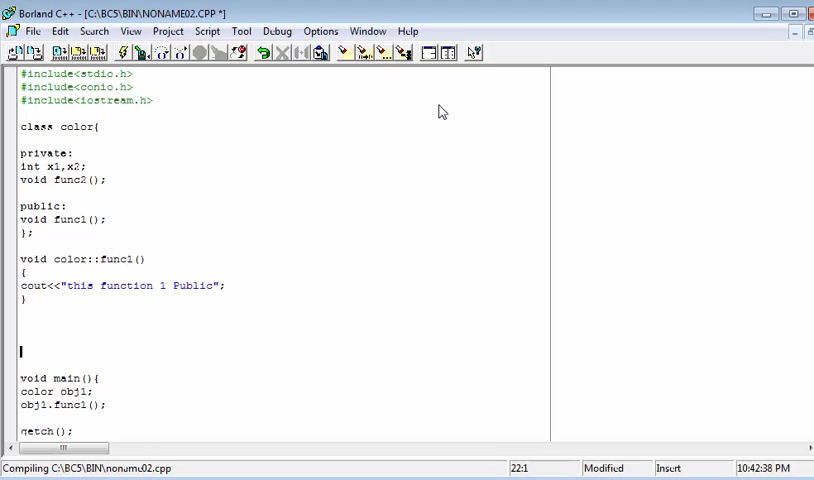 Borland C++ - [C:\BC5\BIN\NONAME02.CPP *]
File Edit Search View Project Script Tool Debug Options Window Help
#include<stdio.h>
#include<conio.h>
#include<iostream.h>
class color{
private:
int x1,x2;
void func2();
public:
void func1();
};
void color::func1()
{
cout<<"this function 1 Public";
}
void main(){
color obj1;
obj1.func1();
getch();
Compiling C:\BC5\BIN\noname02.cpp 22:1 Modified Insert 10:42:38 PM